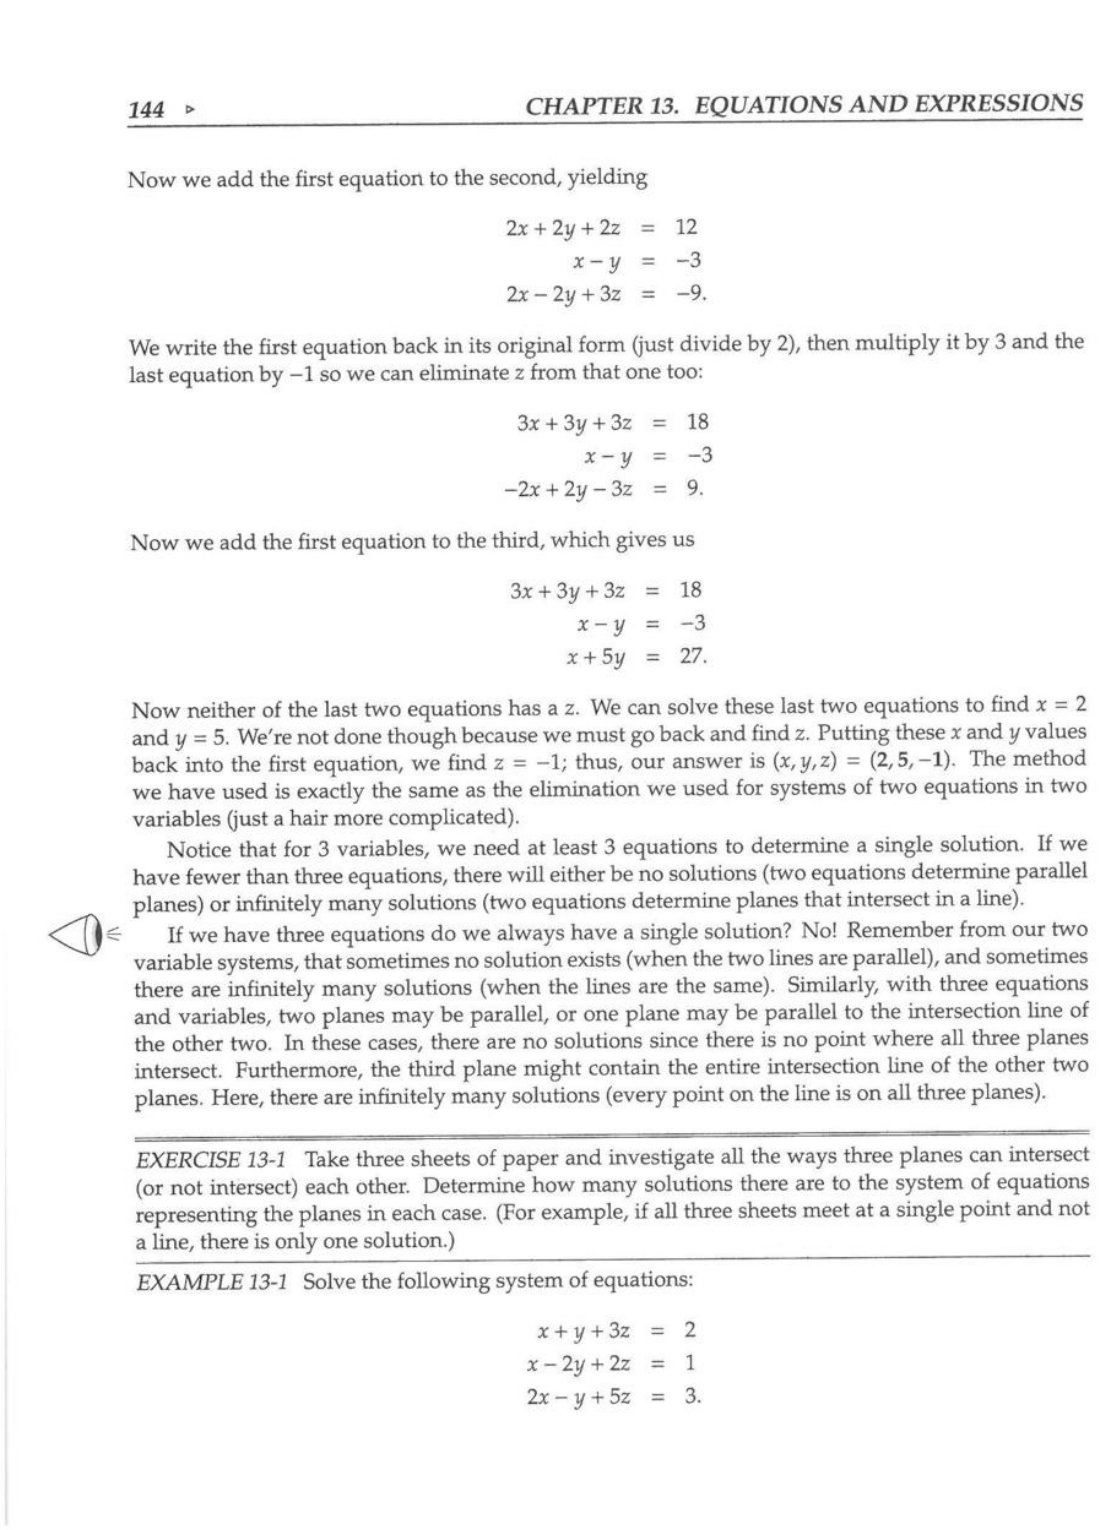 144 ▹ CHAPTER 13. EQUATIONS AND EXPRESSIONS
Now we add the first equation to the second, yielding
2x + 2y + 2z = 12
x − y = −3
2x − 2y + 3z = −9.
We write the first equation back in its original form (just divide by 2), then multiply it by 3 and the
last equation by −1 so we can eliminate z from that one too:
3x + 3y + 3z = 18
x − y = −3
−2x + 2y − 3z = 9.
Now we add the first equation to the third, which gives us
3x + 3y + 3z = 18
x − y = −3
x + 5y = 27.
Now neither of the last two equations has a z. We can solve these last two equations to find x = 2
and y = 5. We're not done though because we must go back and find z. Putting these x and y values
back into the first equation, we find z = −1; thus, our answer is (x, y, z) = (2, 5, −1). The method
we have used is exactly the same as the elimination we used for systems of two equations in two
variables (just a hair more complicated).
Notice that for 3 variables, we need at least 3 equations to determine a single solution. If we
have fewer than three equations, there will either be no solutions (two equations determine parallel
planes) or infinitely many solutions (two equations determine planes that intersect in a line).
If we have three equations do we always have a single solution? No! Remember from our two
variable systems, that sometimes no solution exists (when the two lines are parallel), and sometimes
there are infinitely many solutions (when the lines are the same). Similarly, with three equations
and variables, two planes may be parallel, or one plane may be parallel to the intersection line of
the other two. In these cases, there are no solutions since there is no point where all three planes
intersect. Furthermore, the third plane might contain the entire intersection line of the other two
planes. Here, there are infinitely many solutions (every point on the line is on all three planes).
EXERCISE 13-1 Take three sheets of paper and investigate all the ways three planes can intersect
(or not intersect) each other. Determine how many solutions there are to the system of equations
representing the planes in each case. (For example, if all three sheets meet at a single point and not
a line, there is only one solution.)
EXAMPLE 13-1 Solve the following system of equations:
x + y + 3z = 2
x − 2y + 2z = 1
2x − y + 5z = 3.